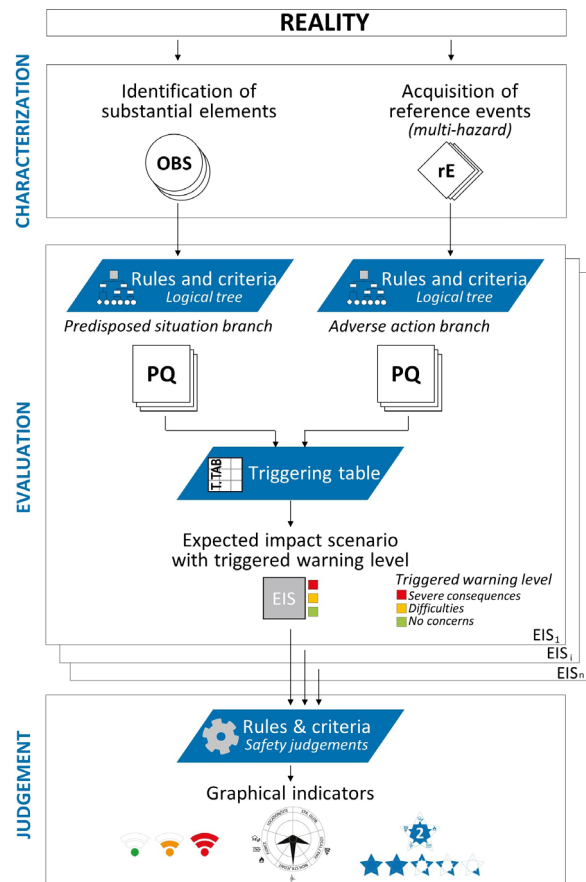 REALITY
CHARACTERIZATION
Identification of
substantial elements
OBS
Acquisition of
reference events
(multi-hazard)
rE
EVALUATION
Rules and criteria
Logical tree
Predisposed situation branch
PQ
Rules and criteria
Logical tree
Adverse action branch
PQ
T.TAB
Triggering table
Expected impact scenario
with triggered warning level
EIS
Triggered warning level
Severe consequences
Difficulties
No concerns
EIS1
EISi
EISn
JUDGEMENT
Rules & criteria
Safety judgements
Graphical indicators
2